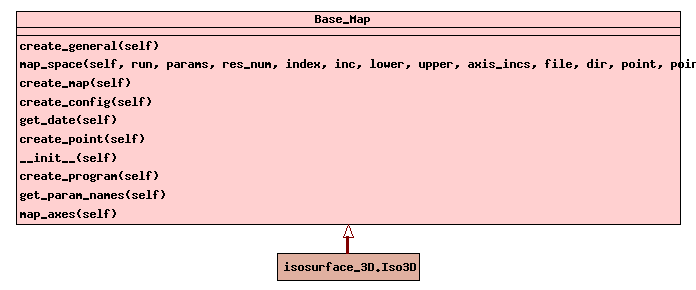 Base_Map
create_general(self)
map_space(self, run, params, res_num, index, inc, lower, upper, axis_incs, file, dir, point,
create_map(self)
create_config(self)
get_date(self)
create_point(self)
__init__(self)
create_program(self)
get_param_names(self)
map_axes(self)
isosurface_3D.Iso3D